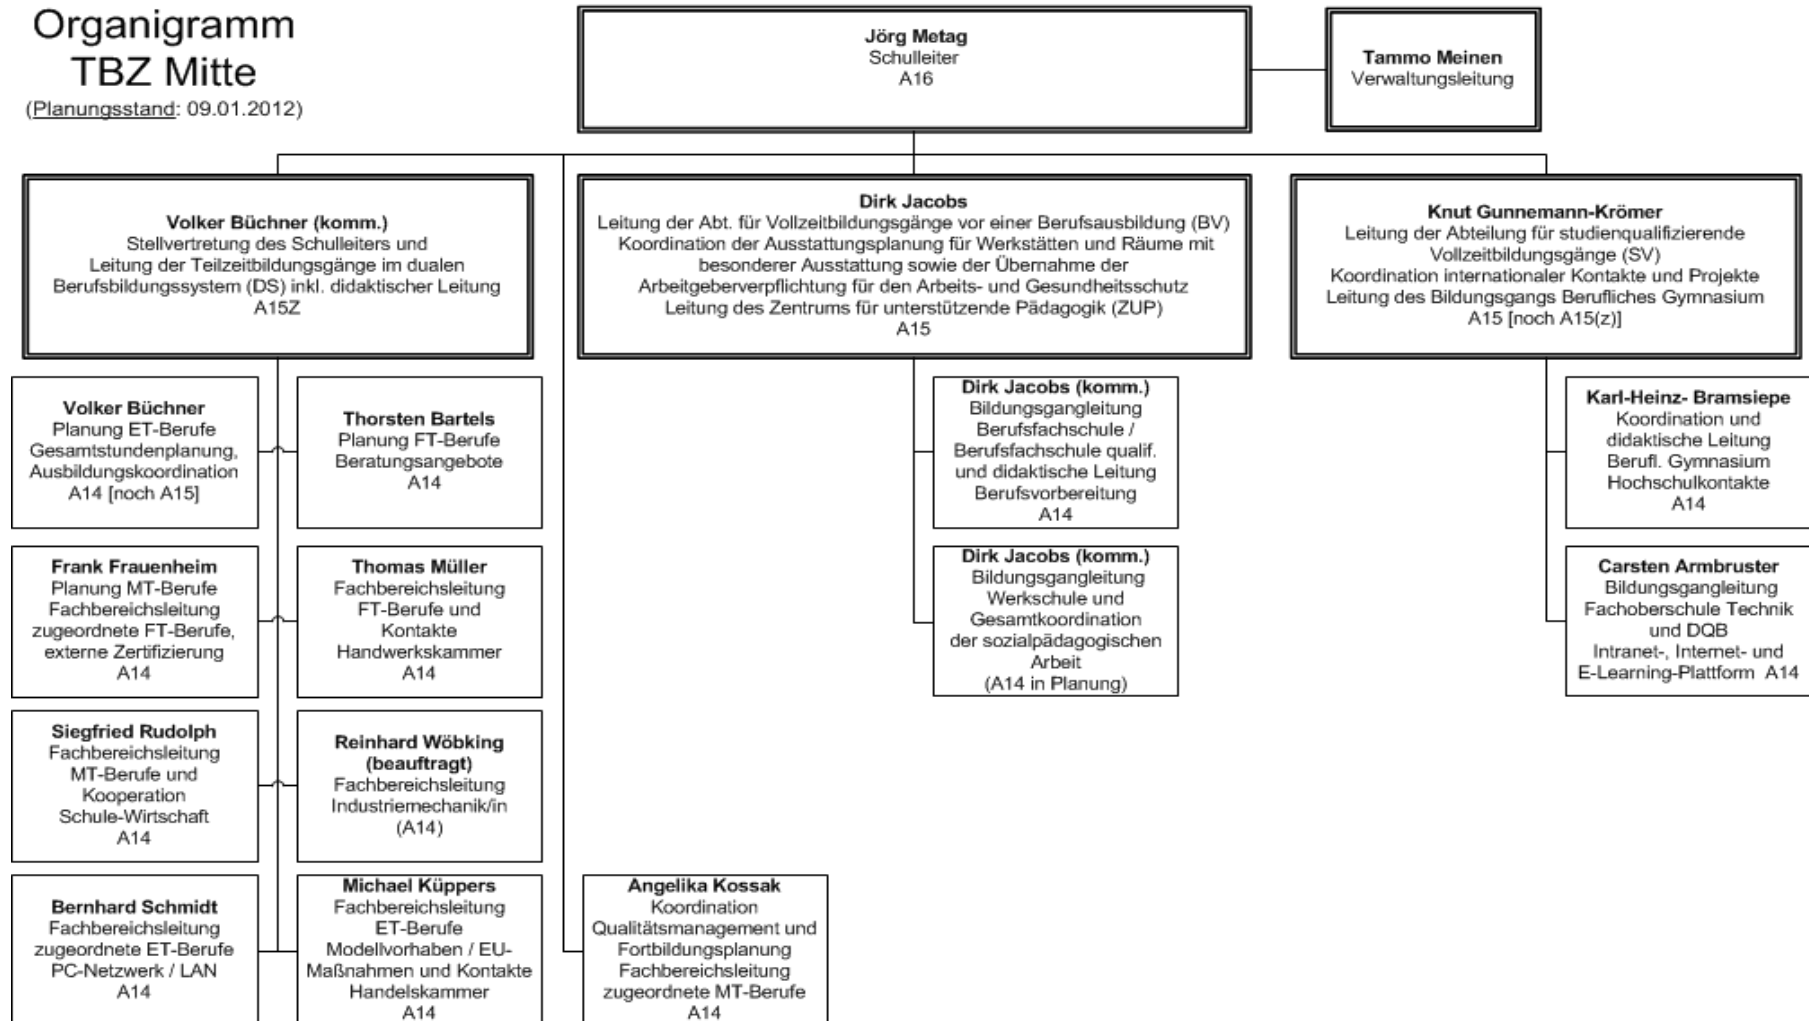 Organigramm
TBZ Mitte
(Planungsstand: 09.01.2012)
Jörg Metag
Schulleiter
A16
Tammo Meinen
Verwaltungsleitung
Volker Büchner (komm.)
Stellvertretung des Schulleiters und
Leitung der Teilzeitbildungsgänge im dualen
Berufsbildungssystem (DS) inkl. didaktischer Leitung
A15Z
Dirk Jacobs
Leitung der Abt. für Vollzeitbildungsgänge vor einer Berufsausbildung (BV)
Koordination der Ausstattungsplanung für Werkstätten und Räume mit
besonderer Ausstattung sowie der Übernahme der
Arbeitgeberverpflichtung für den Arbeits- und Gesundheitsschutz
Leitung des Zentrums für unterstützende Pädagogik (ZUP)
A15
Knut Gunnemann-Krömer
Leitung der Abteilung für studienqualifizierende
Vollzeitbildungsgänge (SV)
Koordination internationaler Kontakte und Projekte
Leitung des Bildungsgangs Berufliches Gymnasium
A15 [noch A15(z)]
Volker Büchner
Planung ET-Berufe
Gesamtstundenplanung,
Ausbildungskoordination
A14 [noch A15]
Thorsten Bartels
Planung FT-Berufe
Beratungsangebote
A14
Dirk Jacobs (komm.)
Bildungsgangleitung
Berufsfachschule /
Berufsfachschule qualif.
und didaktische Leitung
Berufsvorbereitung
A14
Karl-Heinz- Bramsiepe
Koordination und
didaktische Leitung
Berufl. Gymnasium
Hochschulkontakte
A14
Frank Frauenheim
Planung MT-Berufe
Fachbereichsleitung
zugeordnete FT-Berufe,
externe Zertifizierung
A14
Thomas Müller
Fachbereichsleitung
FT-Berufe und
Kontakte
Handwerkskammer
A14
Dirk Jacobs (komm.)
Bildungsgangleitung
Werkschule und
Gesamtkoordination
der sozialpädagogischen
Arbeit
(A14 in Planung)
Carsten Armbruster
Bildungsgangleitung
Fachoberschule Technik
und DQB
Intranet-, Internet- und
E-Learning-Plattform A14
Siegfried Rudolph
Fachbereichsleitung
MT-Berufe und
Kooperation
Schule-Wirtschaft
A14
Reinhard Wöbking
(beauftragt)
Fachbereichsleitung
Industriemechanik/in
(A14)
Bernhard Schmidt
Fachbereichsleitung
zugeordnete ET-Berufe
PC-Netzwerk / LAN
A14
Michael Küppers
Fachbereichsleitung
ET-Berufe
Modellvorhaben / EU-
Maßnahmen und Kontakte
Handelskammer
A14
Angelika Kossak
Koordination
Qualitätsmanagement und
Fortbildungsplanung
Fachbereichsleitung
zugeordnete MT-Berufe
A14